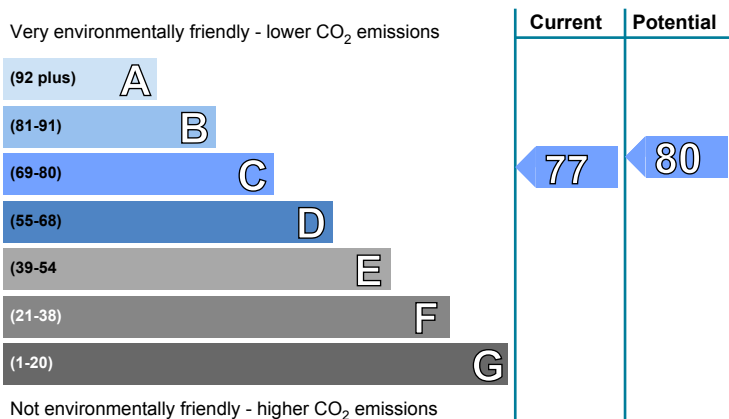 Very environmentally friendly - lower CO2 emissions
Current
Potential
(92 plus) A
(81-91) B
(69-80) C
77
80
(55-68) D
(39-54 E
(21-38) F
(1-20) G
Not environmentally friendly - higher CO2 emissions